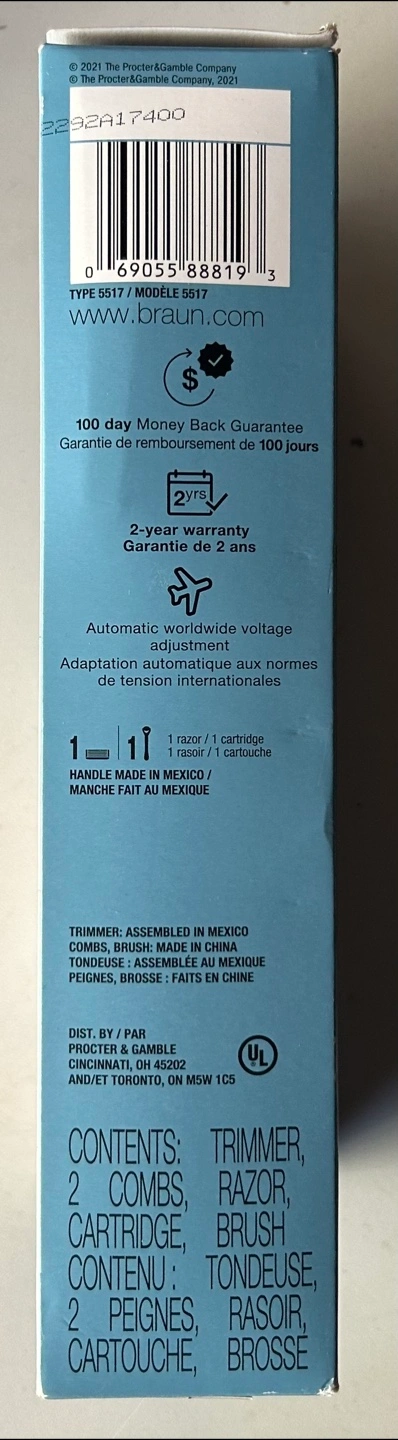 © 2021 The Procter&Gamble Company
© The Procter&Gamble Company, 2021
2292A17400
0 69055 88819 3
TYPE 5517 / MODÈLE 5517
www.braun.com
$
100 day Money Back Guarantee
Garantie de remboursement de 100 jours
2yrs
2-year warranty
Garantie de 2 ans
Automatic worldwide voltage
adjustment
Adaptation automatique aux normes
de tension internationales
1 1 1 razor / 1 cartridge
1 rasoir / 1 cartouche
HANDLE MADE IN MEXICO /
MANCHE FAIT AU MEXIQUE
TRIMMER: ASSEMBLED IN MEXICO
COMBS, BRUSH: MADE IN CHINA
TONDEUSE : ASSEMBLÉE AU MEXIQUE
PEIGNES, BROSSE : FAITS EN CHINE
DIST. BY / PAR
PROCTER & GAMBLE
CINCINNATI, OH 45202
AND/ET TORONTO, ON M5W 1C5
UL
CONTENTS: TRIMMER,
2 COMBS, RAZOR,
CARTRIDGE, BRUSH
CONTENU : TONDEUSE,
2 PEIGNES, RASOIR,
CARTOUCHE, BROSSE